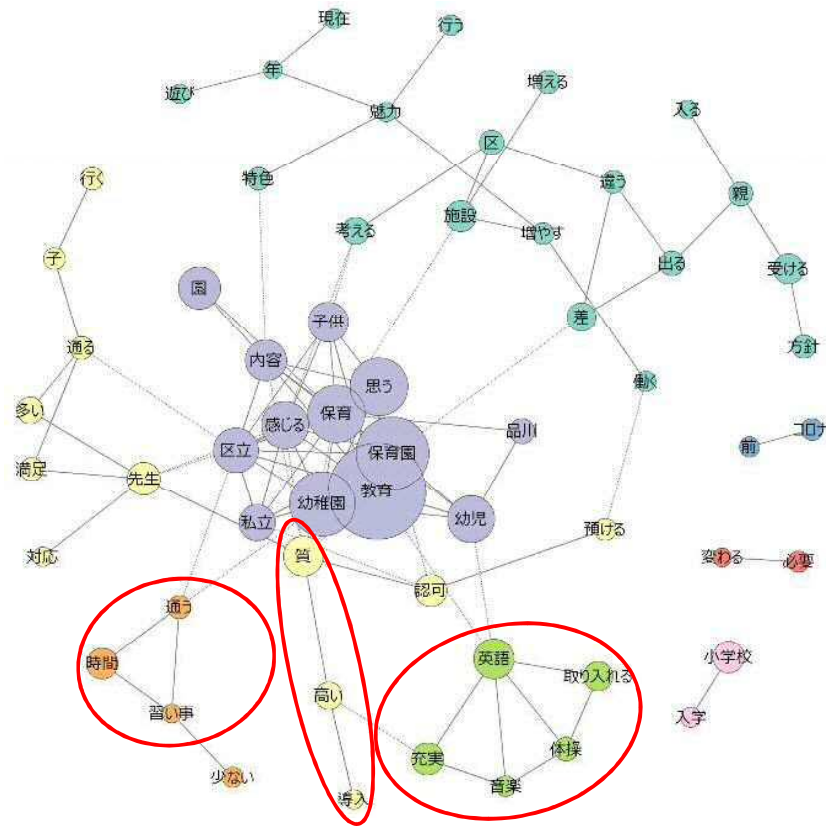 現在
行う
年
遊び
増える
魅力
入る
区
行く
特色
違う
親
施設
考える
増やす
子
出る
受ける
園
子供
差
方針
通る
内容
思う
働く
多い
保育
感じる
品川
コロナ
区立
保育園
前
満足
先生
教育
幼稚園
私立
幼児
預ける
対応
質
変わる
必要
認可
通う
時間
英語
小学校
取り入れる
高い
習い事
入学
充実
体操
少ない
音楽
導入